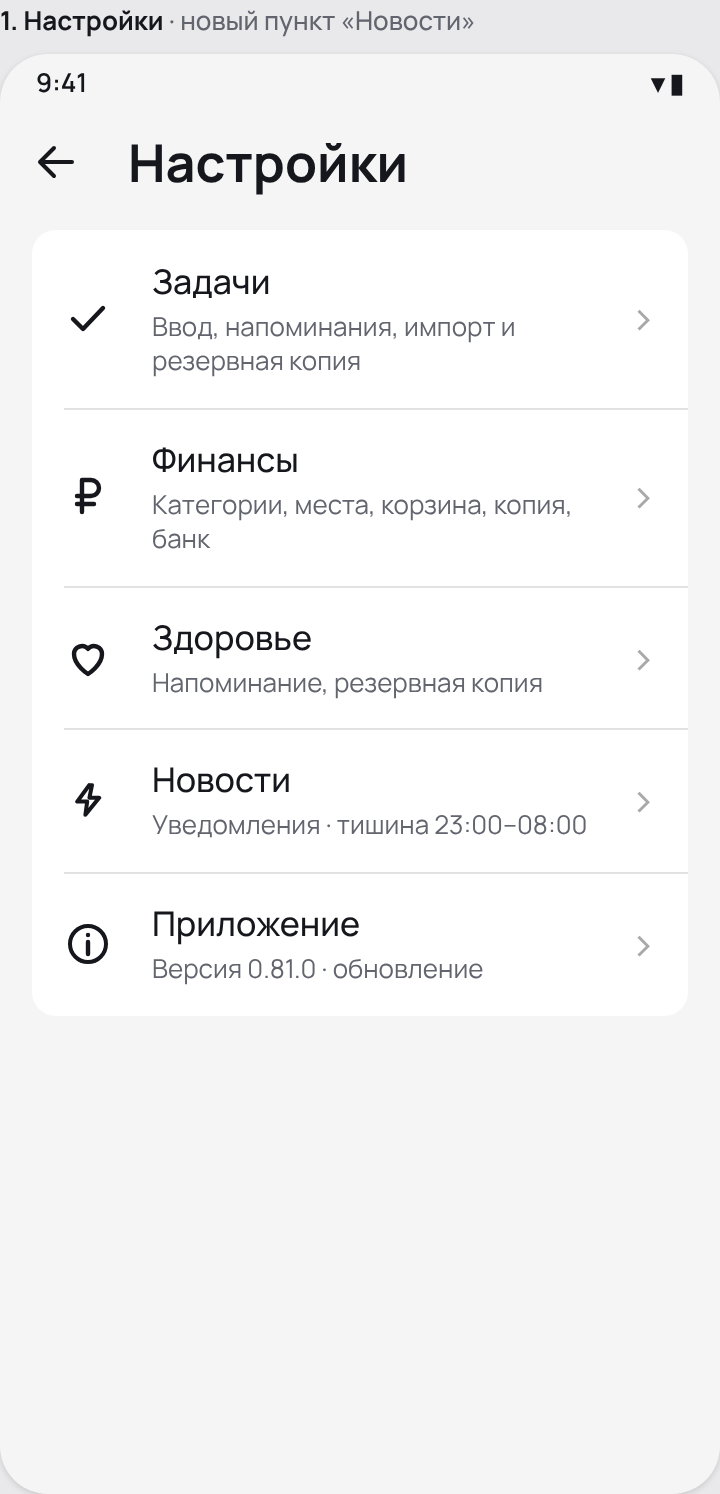 1. Настройки · новый пункт «Новости»
9:41
Настройки
Задачи
Ввод, напоминания, импорт и
резервная копия
Финансы
Категории, места, корзина, копия,
банк
Здоровье
Напоминание, резервная копия
Новости
Уведомления · тишина 23:00–08:00
Приложение
Версия 0.81.0 · обновление